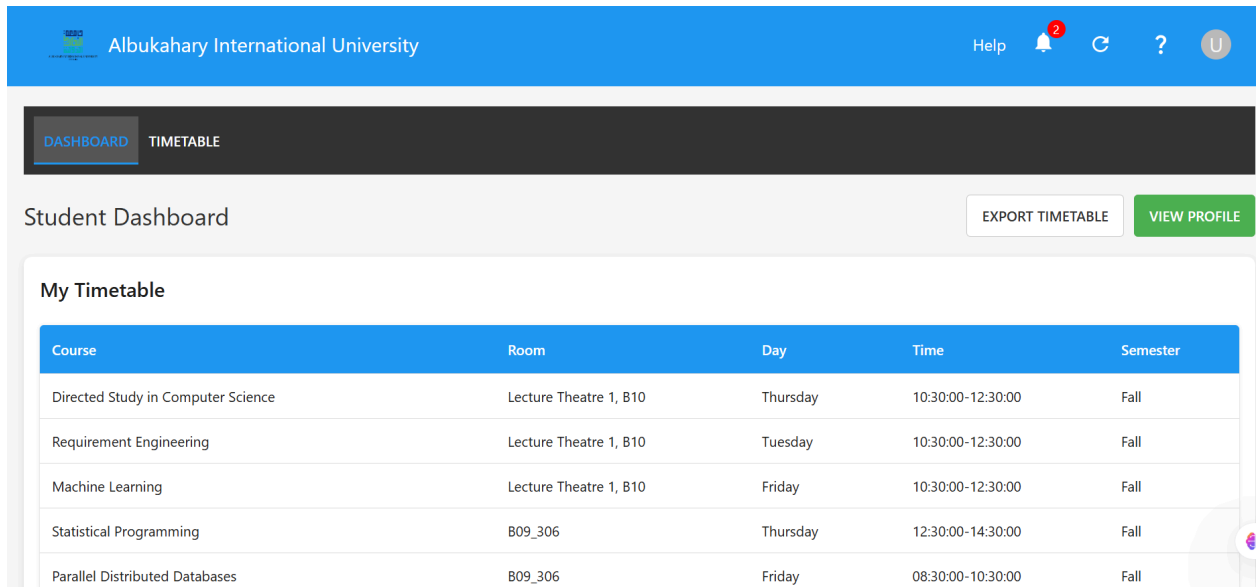 Albukahary International University
Help 2 ? U
DASHBOARD TIMETABLE
Student Dashboard
EXPORT TIMETABLE VIEW PROFILE
My Timetable
Course Room Day Time Semester
Directed Study in Computer Science Lecture Theatre 1, B10 Thursday 10:30:00-12:30:00 Fall
Requirement Engineering Lecture Theatre 1, B10 Tuesday 10:30:00-12:30:00 Fall
Machine Learning Lecture Theatre 1, B10 Friday 10:30:00-12:30:00 Fall
Statistical Programming B09_306 Thursday 12:30:00-14:30:00 Fall
Parallel Distributed Databases B09_306 Friday 08:30:00-10:30:00 Fall